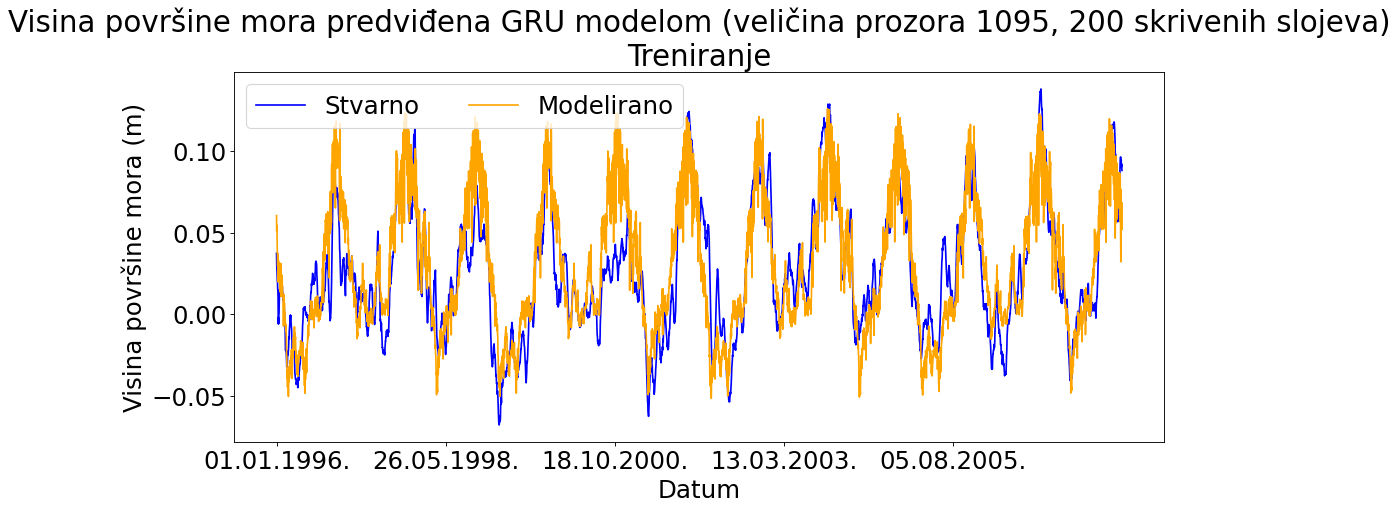 Visina površine mora predviđena GRU modelom (veličina prozora 1095, 200 skrivenih slojeva)
Treniranje
Stvarno
Modelirano
Visina površine mora (m)
0.10
0.05
0.00
−0.05
01.01.1996.
26.05.1998.
18.10.2000.
13.03.2003.
05.08.2005.
Datum